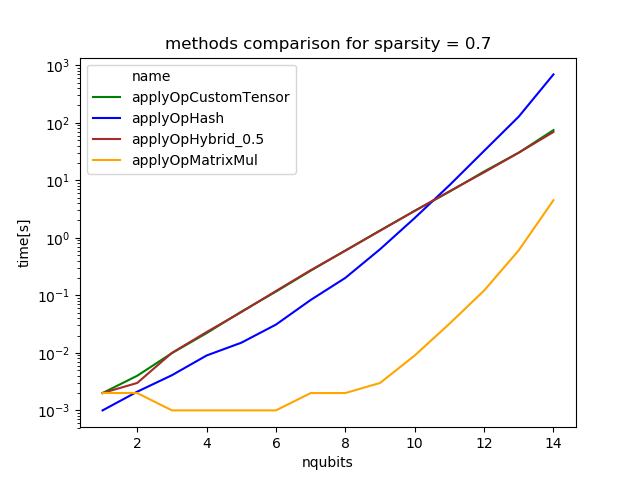 methods comparison for sparsity = 0.7
name
applyOpCustomTensor
applyOpHash
applyOpHybrid_0.5
applyOpMatrixMul
time[s]
10³
10²
10¹
10⁰
10⁻¹
10⁻²
10⁻³
2 4 6 8 10 12 14
nqubits